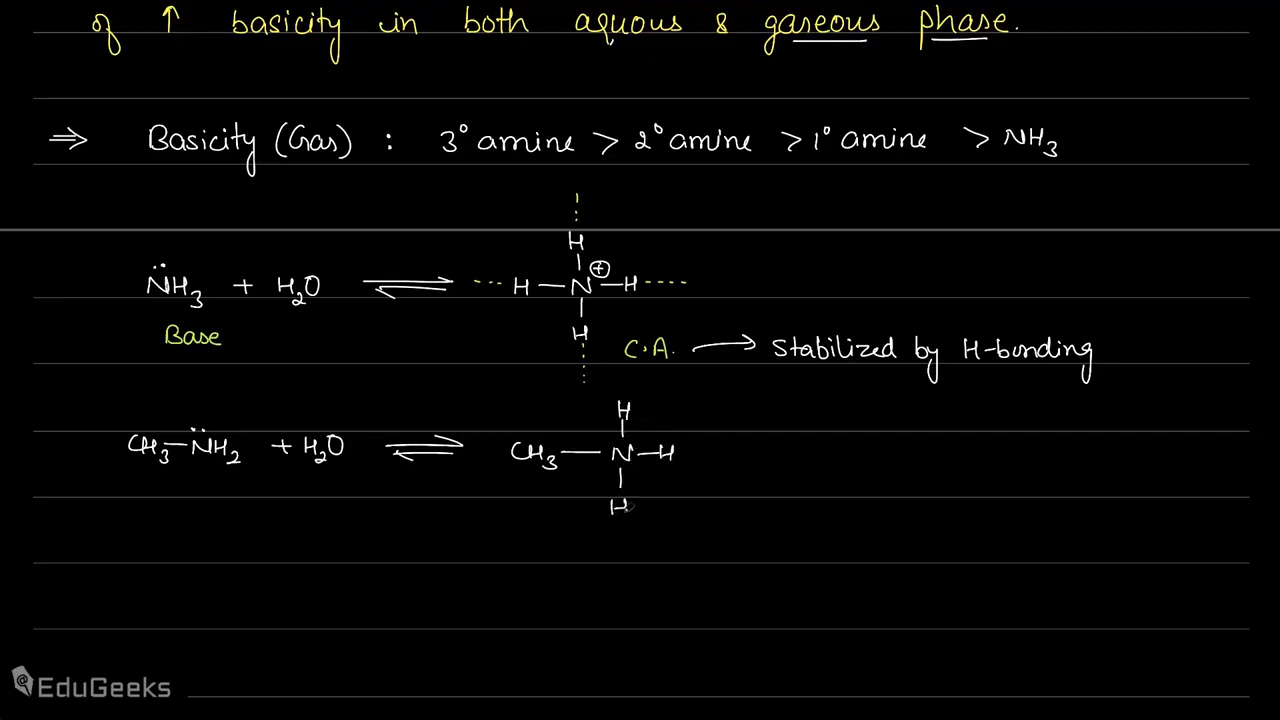 of ↑ basicity in both aquous & gaseous phase.
⇒ Basicity (Gas) : 3° amine > 2° amine > 1° amine > NH3
H
N̈H3 + H2O ⇌ H — N⊕ — H
H
Base
C.A. → Stabilized by H-bonding
H
CH3—N̈H2 + H2O ⇌ CH3 — N — H
H
@EduGeeks